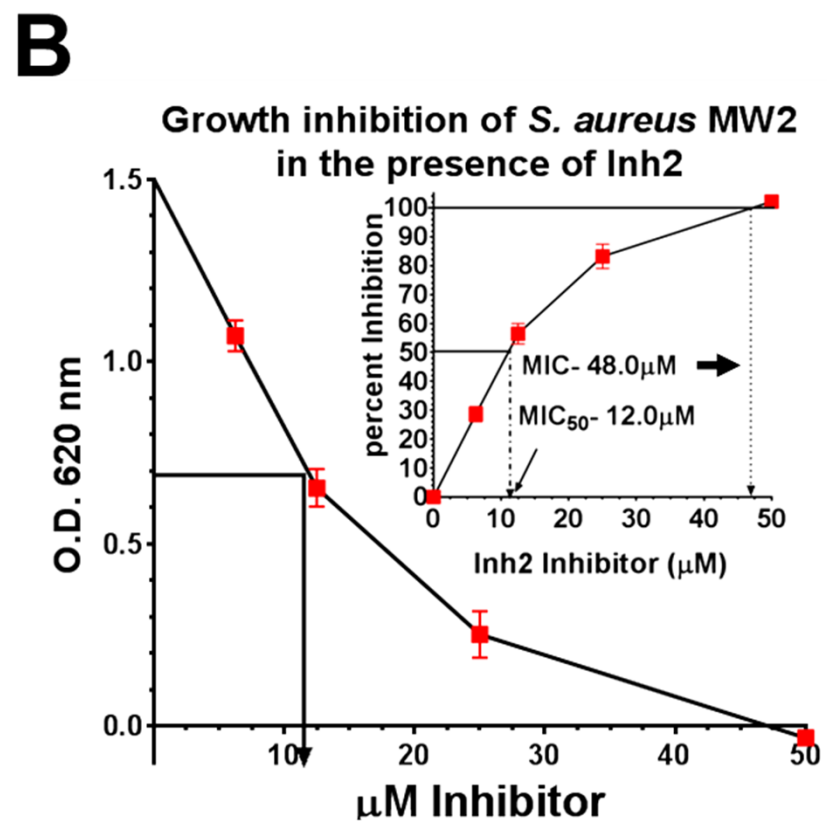 B
Growth inhibition of S. aureus MW2
in the presence of Inh2
1.5
1.0
0.5
0.0
O.D. 620 nm
10
20
30
40
50
μM Inhibitor
percent Inhibition
100
90
80
70
60
50
40
30
20
10
0
MIC- 48.0μM
MIC50- 12.0μM
0
10
20
30
40
50
Inh2 Inhibitor (μM)